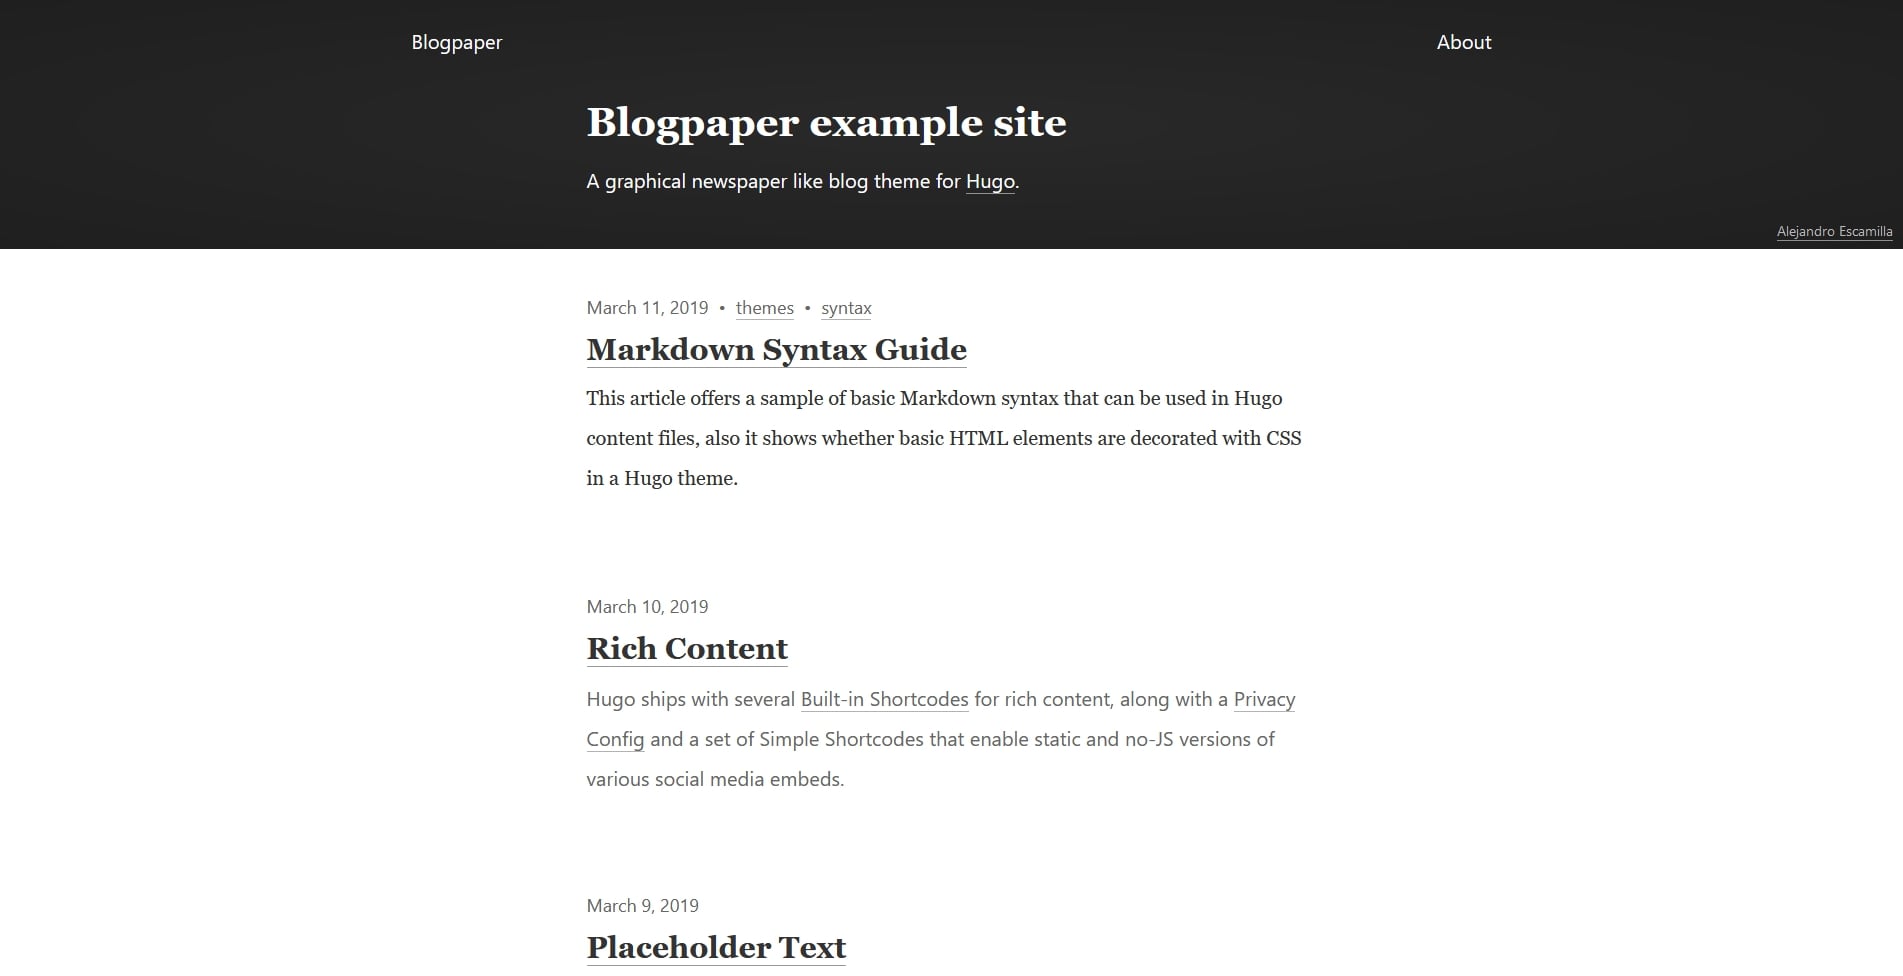 Blogpaper
About
Blogpaper example site
A graphical newspaper like blog theme for Hugo.
Alejandro Escamilla
March 11, 2019 • themes • syntax
Markdown Syntax Guide
This article offers a sample of basic Markdown syntax that can be used in Hugo
content files, also it shows whether basic HTML elements are decorated with CSS
in a Hugo theme.
March 10, 2019
Rich Content
Hugo ships with several Built-in Shortcodes for rich content, along with a Privacy
Config and a set of Simple Shortcodes that enable static and no-JS versions of
various social media embeds.
March 9, 2019
Placeholder Text